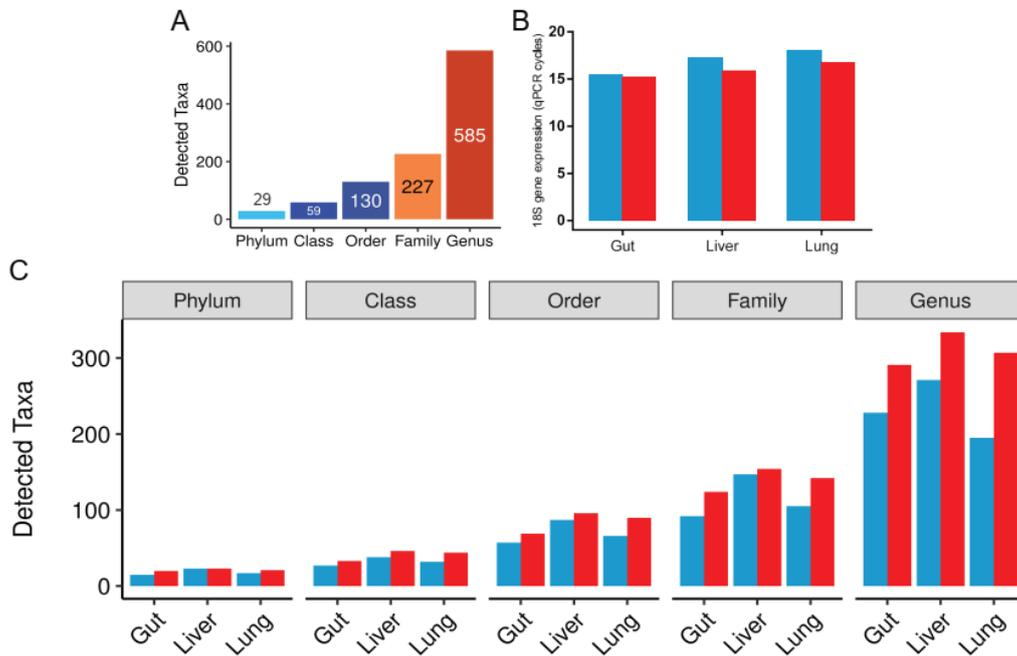 A
Detected Taxa
600
400
200
0
29
59
130
227
585
Phylum Class Order Family Genus
B
18S gene expression (qPCR cycles)
20
15
10
5
0
Gut Liver Lung
C
Phylum Class Order Family Genus
Detected Taxa
300
200
100
0
Gut Liver Lung Gut Liver Lung Gut Liver Lung Gut Liver Lung Gut Liver Lung